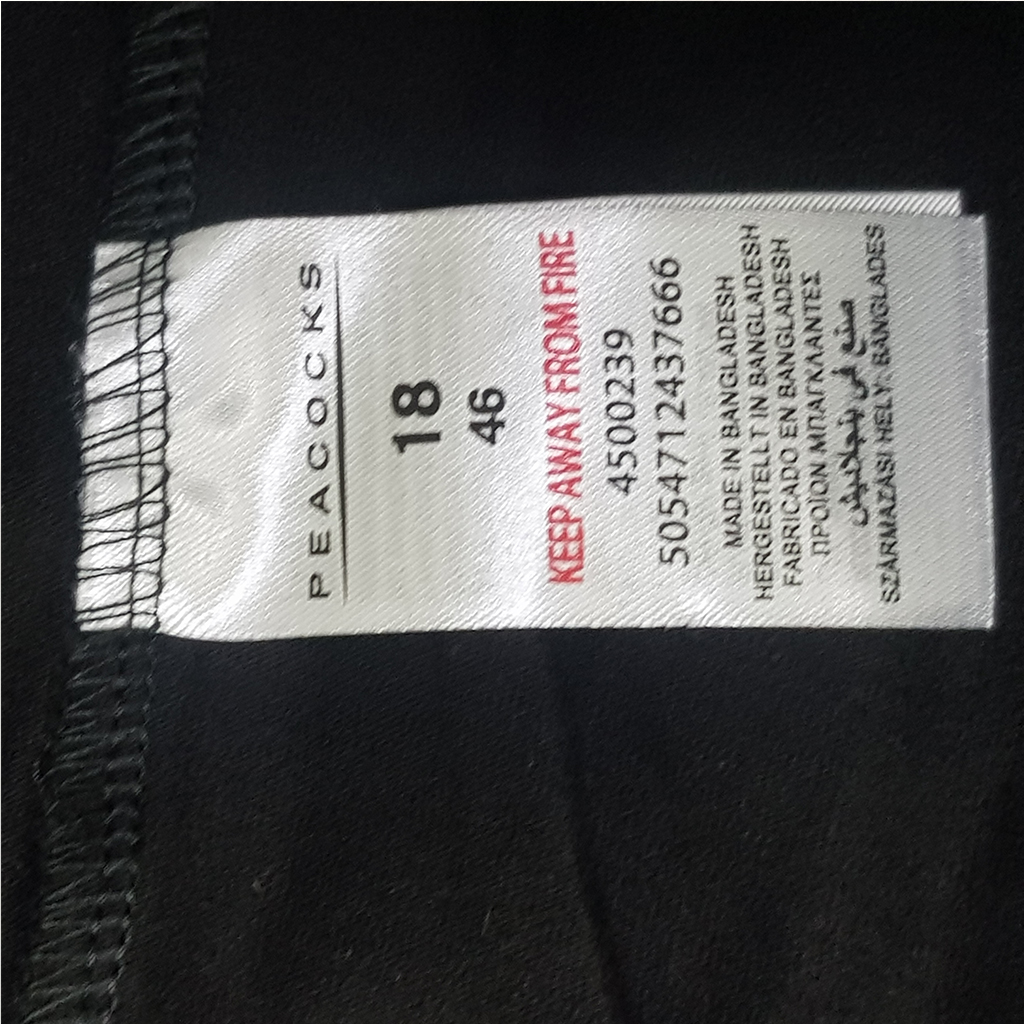 PEACOCKS
18
46
KEEP AWAY FROM FIRE
4500239
5054712437666
MADE IN BANGLADESH
HERGESTELLT IN BANGLADESH
FABRICADO EN BANGLADESH
ΠΡΟΪΟΝ ΜΠΑΓΚΛΑΝΤΕΣ
صنع في بنجلاديش
SZÁRMAZÁSI HELY: BANGLADES